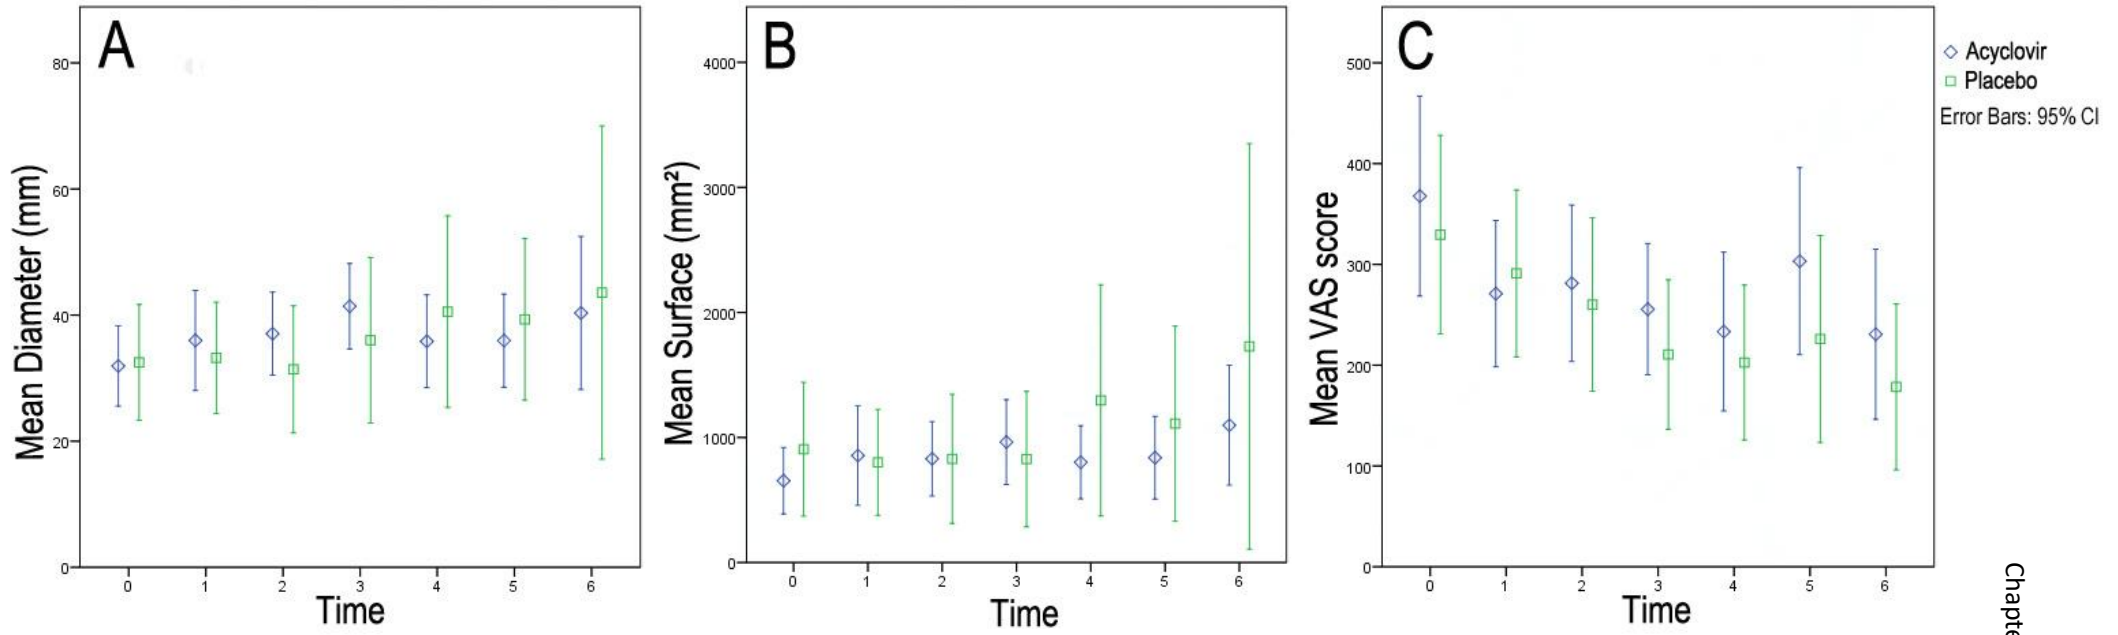 A
Mean Diameter (mm)
80
60
40
20
0
0 1 2 3 4 5 6
Time
B
Mean Surface (mm²)
4000
3000
2000
1000
0
0 1 2 3 4 5 6
Time
C
Mean VAS score
500
400
300
200
100
0
0 1 2 3 4 5 6
Time
Acyclovir
Placebo
Error Bars: 95% CI
Chapte